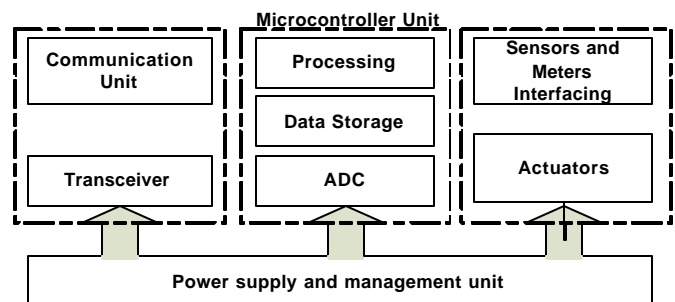 Microcontroller Unit
Communication
Unit
Transceiver
Processing
Data Storage
ADC
Sensors and
Meters
Interfacing
Actuators
Power supply and management unit